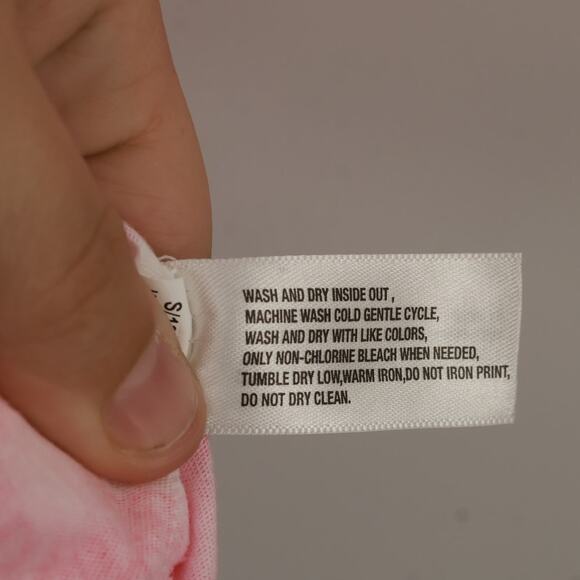 WASH AND DRY INSIDE OUT ,
MACHINE WASH COLD GENTLE CYCLE,
WASH AND DRY WITH LIKE COLORS,
ONLY NON-CHLORINE BLEACH WHEN NEEDED,
TUMBLE DRY LOW,WARM IRON,DO NOT IRON PRINT,
DO NOT DRY CLEAN.